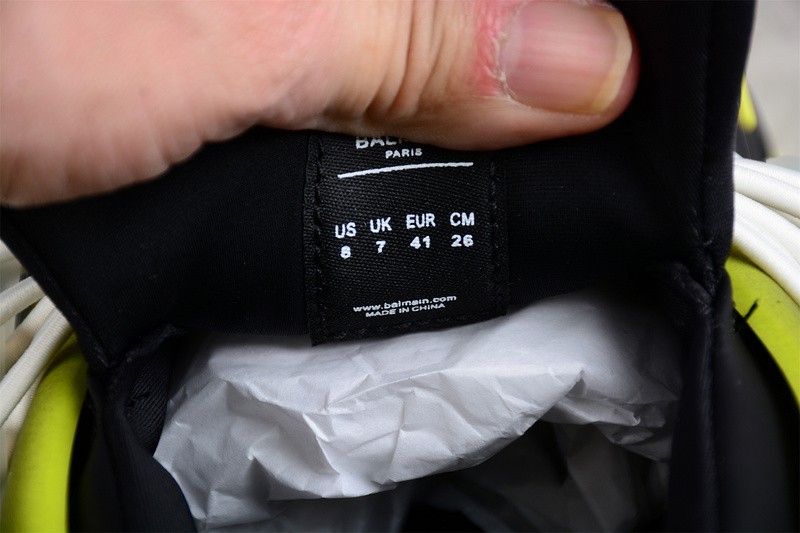 PARIS
US UK EUR CM
8 7 41 26
www.balmain.com
MADE IN CHINA